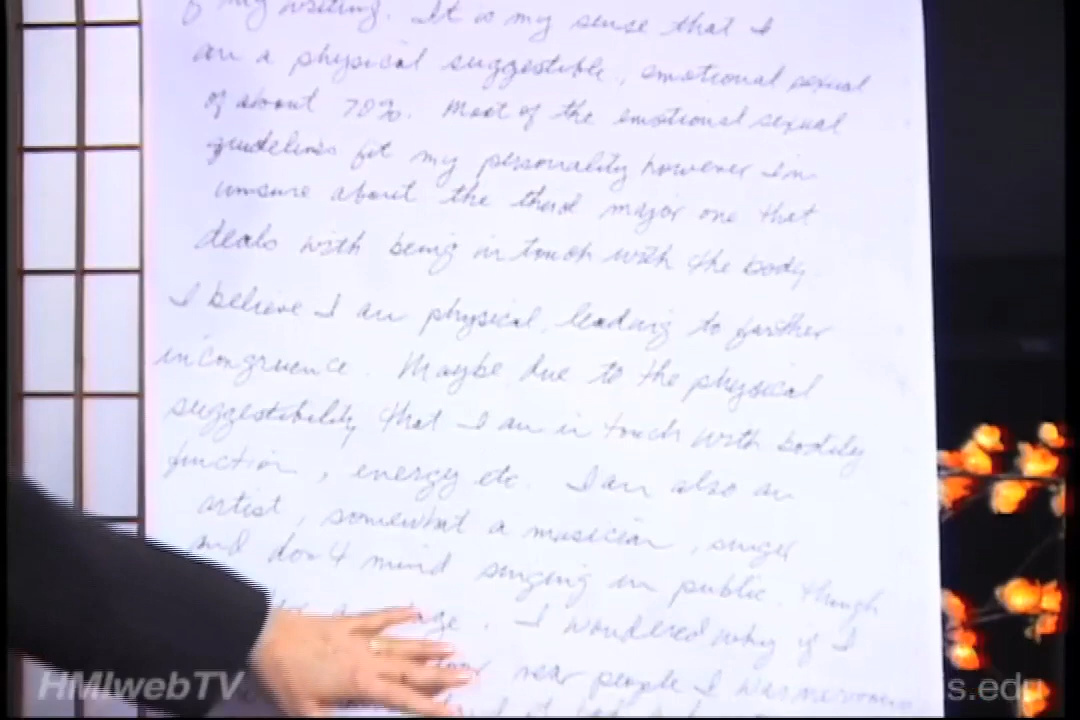 of my writing. It is my sense that I
am a physical suggestible, emotional sexual
of about 70%. Most of the emotional sexual
guidelines fit my personality however I'm
unsure about the third major one that
deals with being in touch with the body.
I believe I am physical, leading to further
incongruence. Maybe due to the physical
suggestibility that I am in touch with bodily
function, energy etc. I am also an
artist, somewhat a musician, singer
and don't mind singing in public. though
I wondered why if I
near people I was nervous
HMIwebTV
s.edu